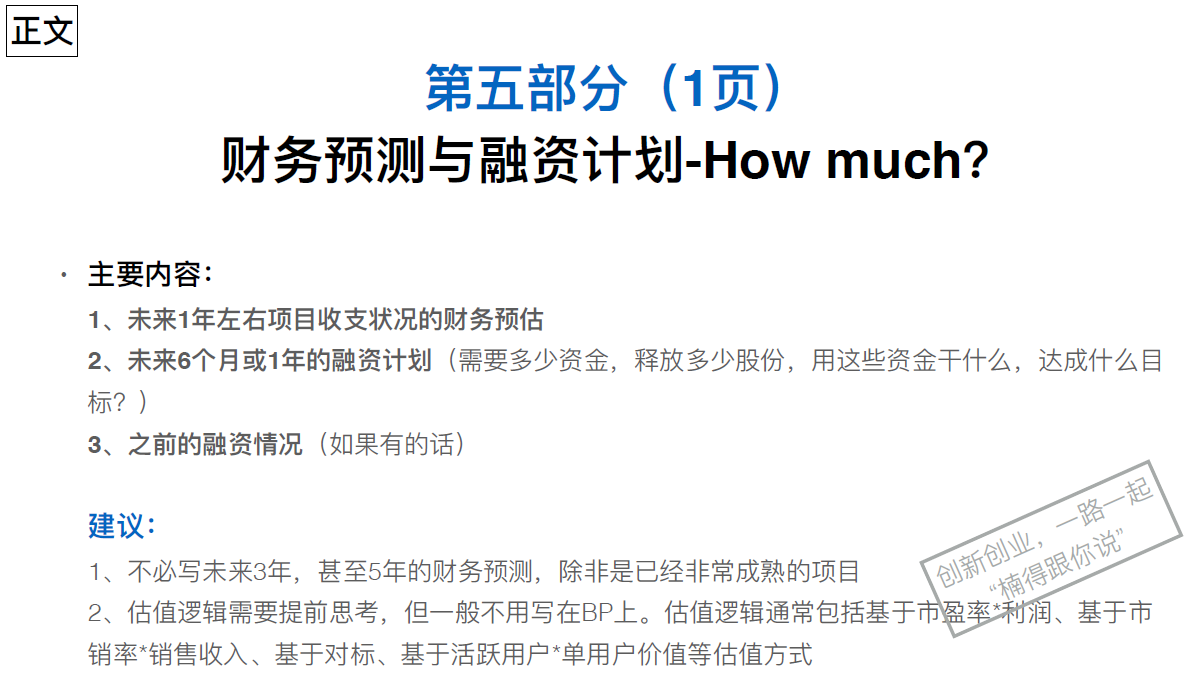 正文
第五部分（1页）
财务预测与融资计划-How much?
· 主要内容：
1、未来1年左右项目收支状况的财务预估
2、未来6个月或1年的融资计划（需要多少资金，释放多少股份，用这些资金干什么，达成什么目
标？）
3、之前的融资情况（如果有的话）
建议：
1、不必写未来3年，甚至5年的财务预测，除非是已经非常成熟的项目
2、估值逻辑需要提前思考，但一般不用写在BP上。估值逻辑通常包括基于市盈率*利润、基于市
销率*销售收入、基于对标、基于活跃用户*单用户价值等估值方式
创新创业，一路一起
“楠得跟你说”